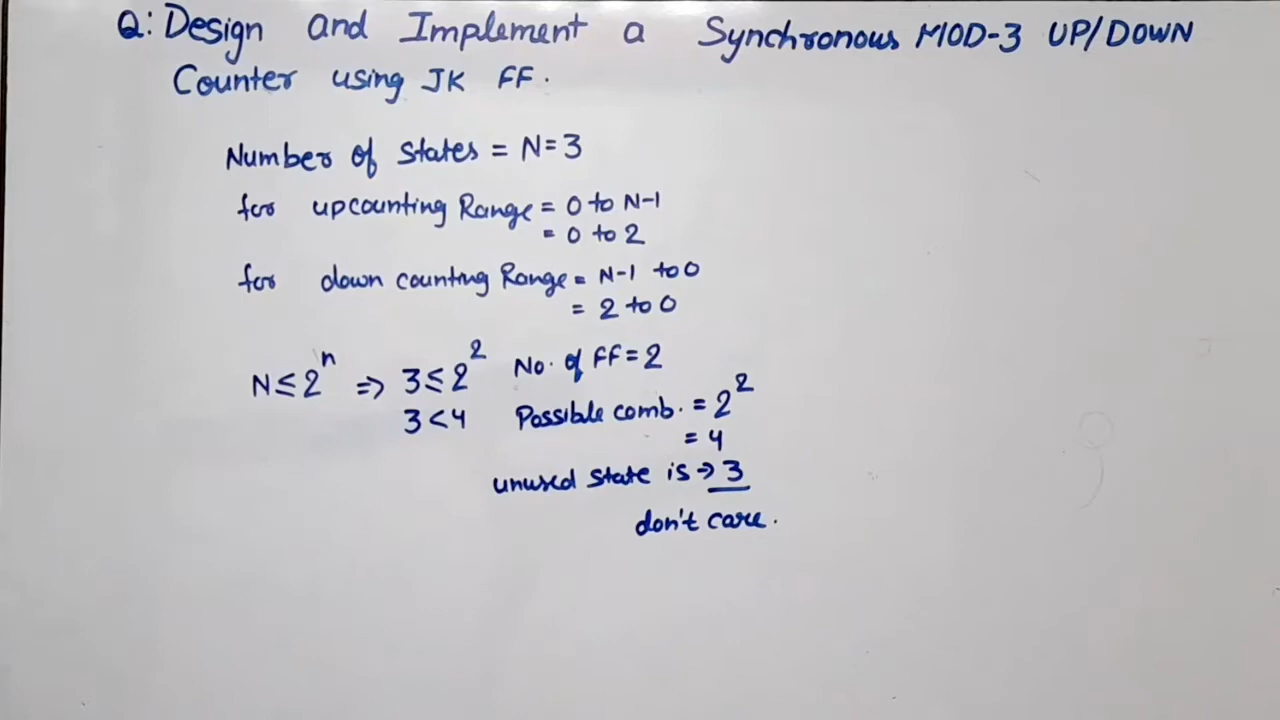 Q: Design and Implement a Synchronous MOD-3 UP/DOWN
Counter using JK FF.
Number of States = N=3
for upcounting Range = 0 to N-1
= 0 to 2
for down counting Range = N-1 to 0
= 2 to 0
N ≤ 2^n ⇒ 3 ≤ 2^2 No. of FF = 2
3 < 4 Possible comb. = 2^2
= 4
unused state is → 3
don't care.